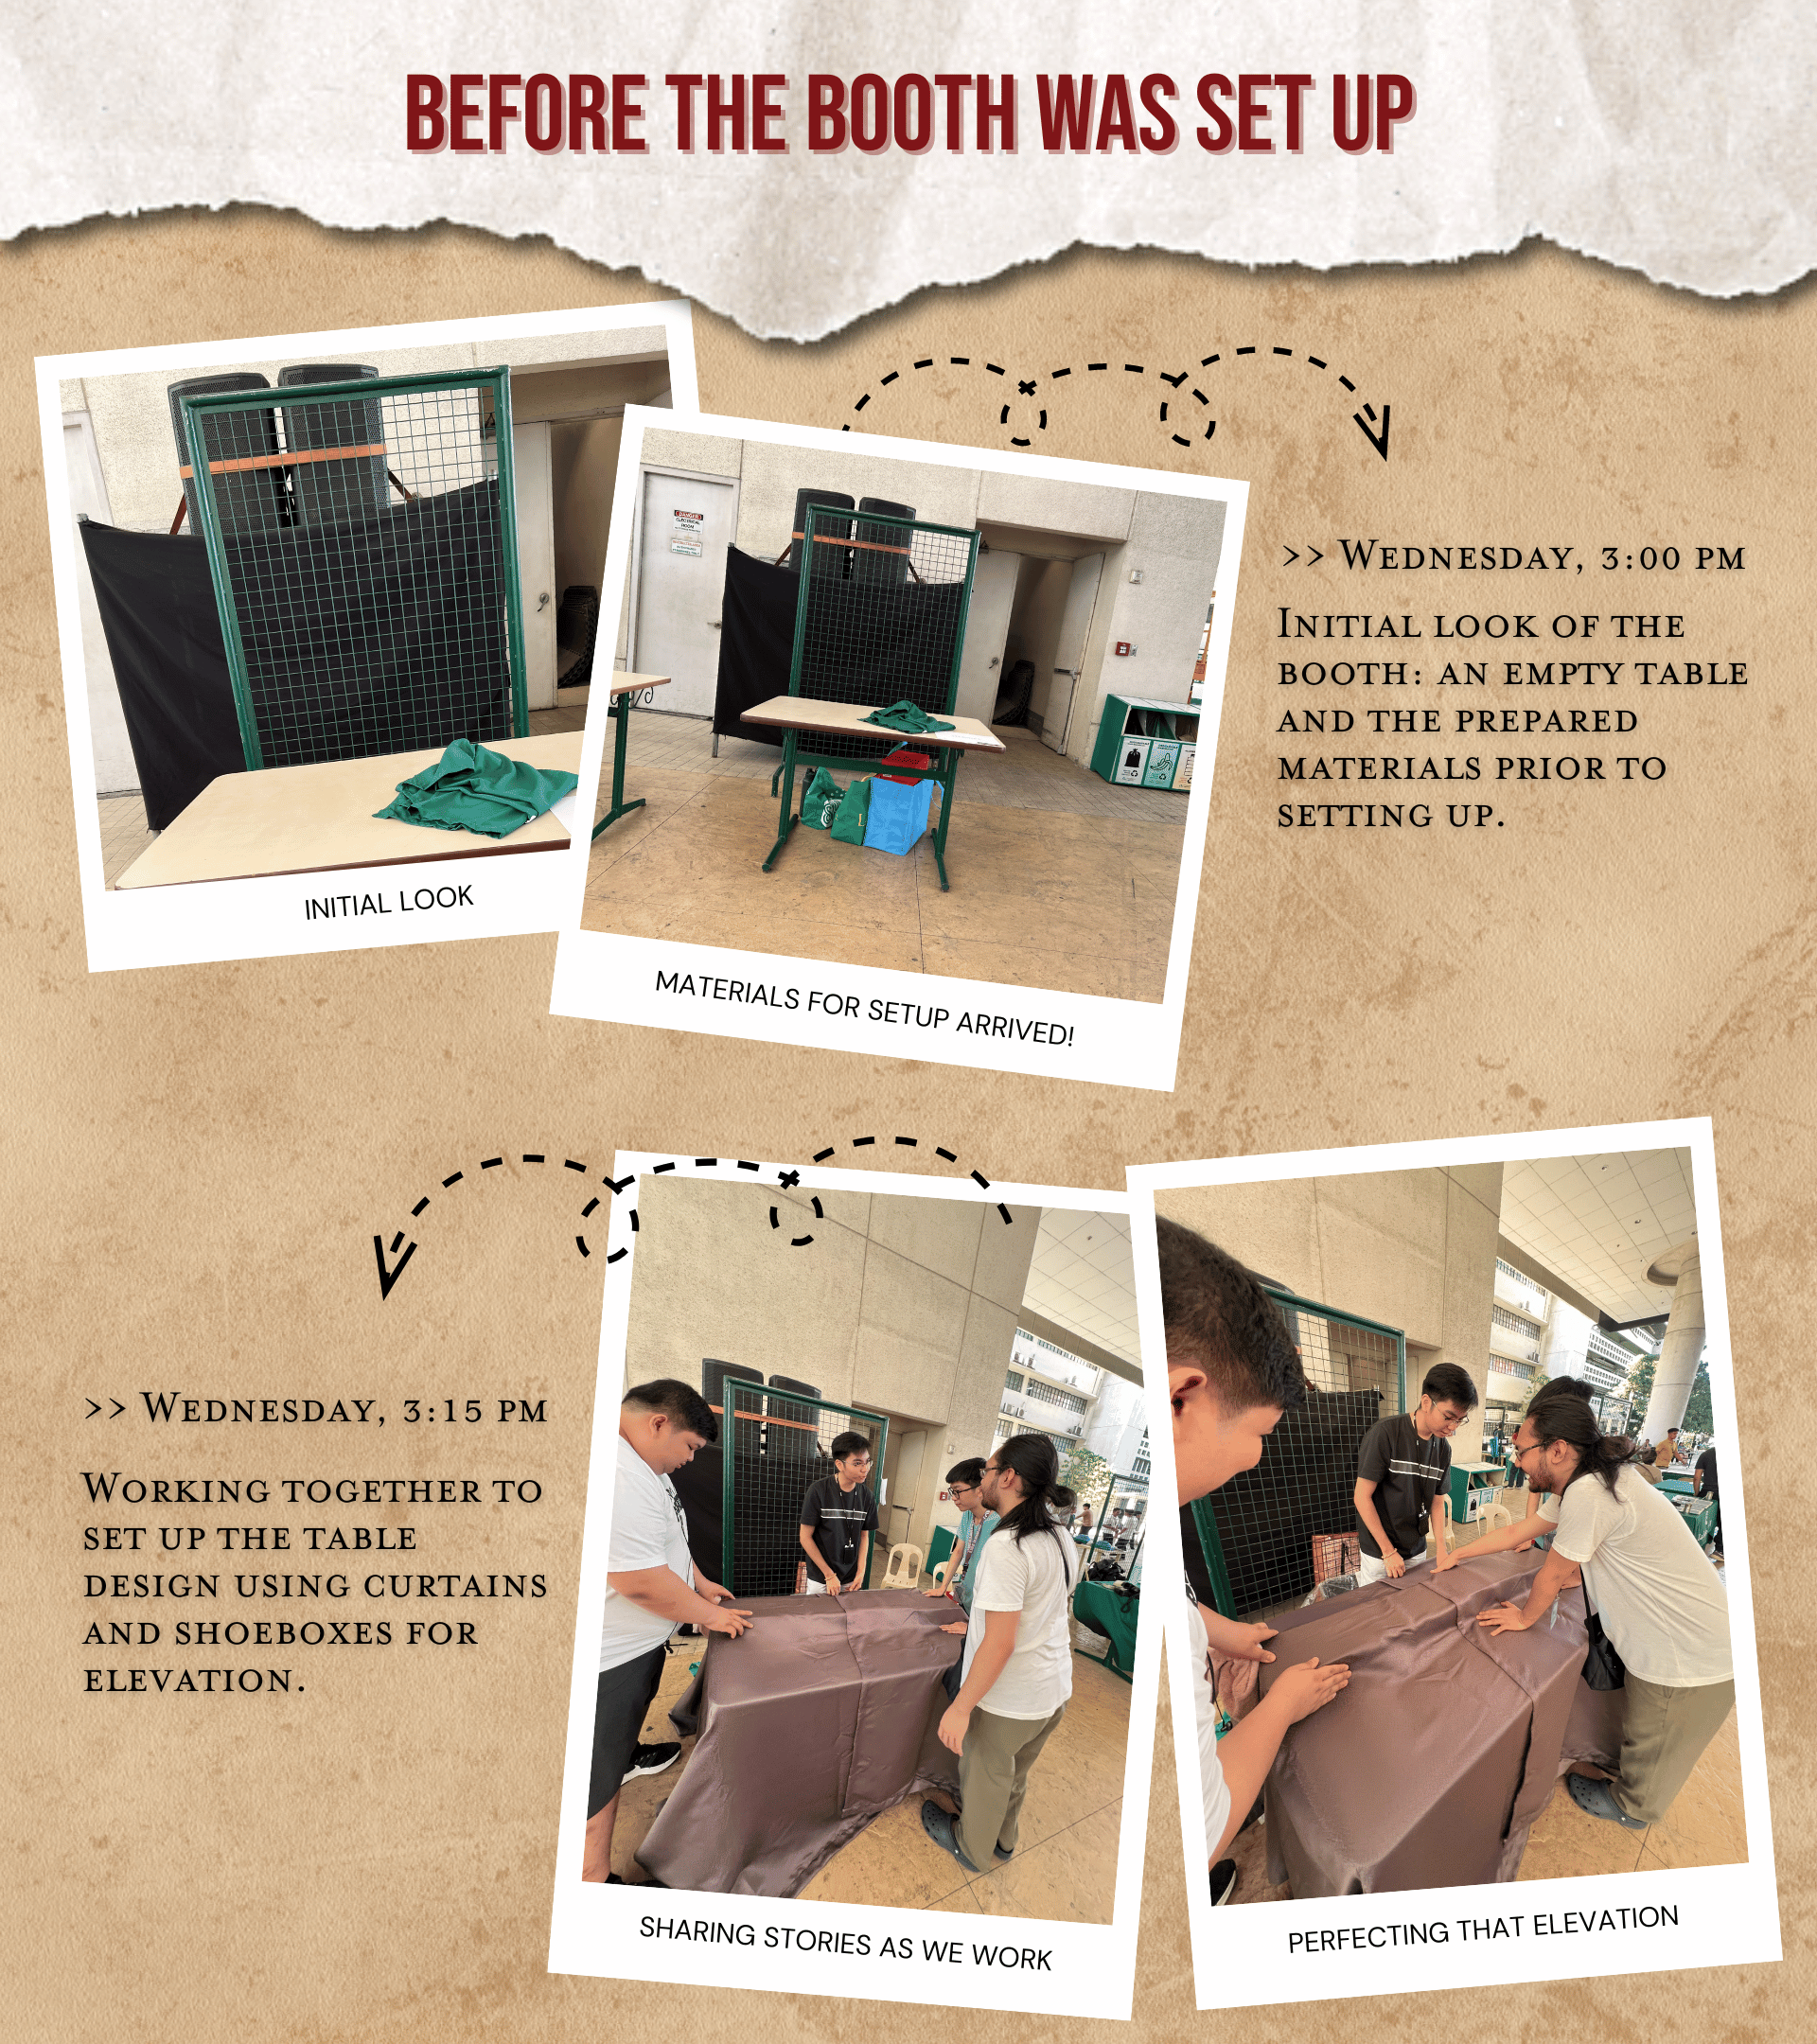 BEFORE THE BOOTH WAS SET UP
DANGER
ELECTRICAL
ROOM
INITIAL LOOK
MATERIALS FOR SETUP ARRIVED!
>> WEDNESDAY, 3:00 PM
INITIAL LOOK OF THE
BOOTH: AN EMPTY TABLE
AND THE PREPARED
MATERIALS PRIOR TO
SETTING UP.
>> WEDNESDAY, 3:15 PM
WORKING TOGETHER TO
SET UP THE TABLE
DESIGN USING CURTAINS
AND SHOEBOXES FOR
ELEVATION.
SHARING STORIES AS WE WORK
PERFECTING THAT ELEVATION